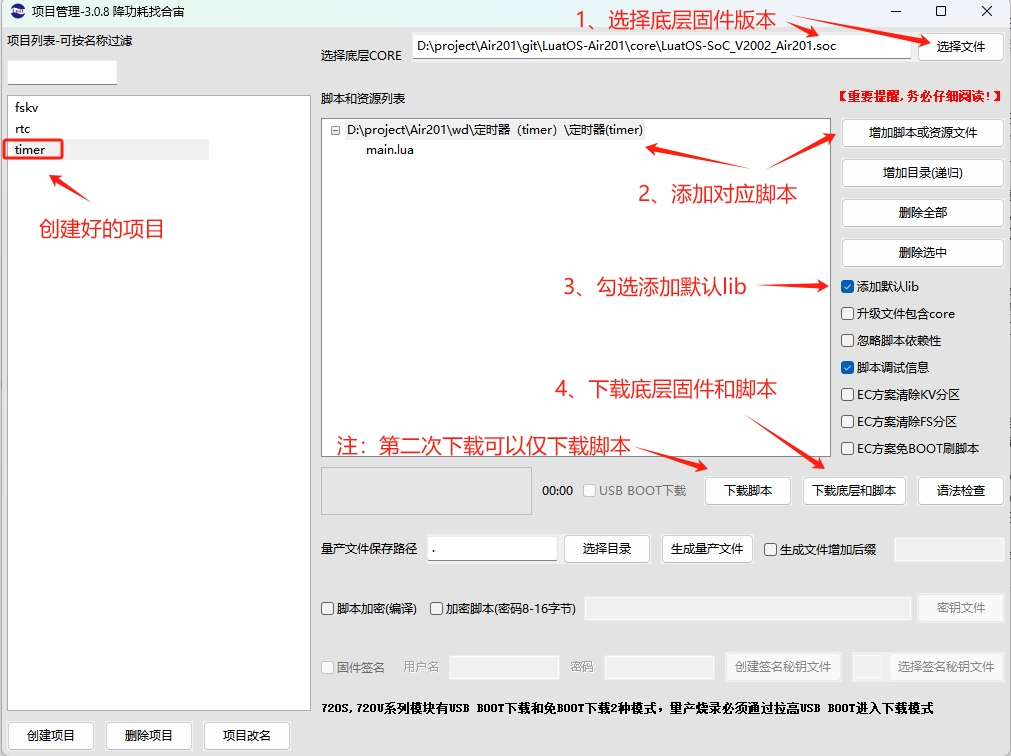 项目管理-3.0.8 降功耗找合宙
1、选择底层固件版本
项目列表-可按名称过滤
选择底层CORE
D:\project\Air201\git\LuatOS-Air201\core\LuatOS-SoC_V2002_Air201.soc
选择文件
脚本和资源列表
【重要提醒,务必仔细阅读!】
fskv
rtc
timer
创建好的项目
D:\project\Air201\wd\定时器（timer）\定时器(timer)
main.lua
2、添加对应脚本
增加脚本或资源文件
增加目录(递归)
删除全部
删除选中
3、勾选添加默认lib
添加默认lib
升级文件包含core
忽略脚本依赖性
脚本调试信息
EC方案清除KV分区
EC方案清除FS分区
EC方案免BOOT刷脚本
4、下载底层固件和脚本
注：第二次下载可以仅下载脚本
00:00
USB BOOT下载
下载脚本
下载底层和脚本
语法检查
量产文件保存路径
.
选择目录
生成量产文件
生成文件增加后缀
脚本加密(编译)
加密脚本(密码8-16字节)
密钥文件
固件签名
用户名
密码
创建签名秘钥文件
选择签名秘钥文件
720S,720U系列模块有USB BOOT下载和免BOOT下载2种模式，量产烧录必须通过拉高USB BOOT进入下载模式
创建项目
删除项目
项目改名